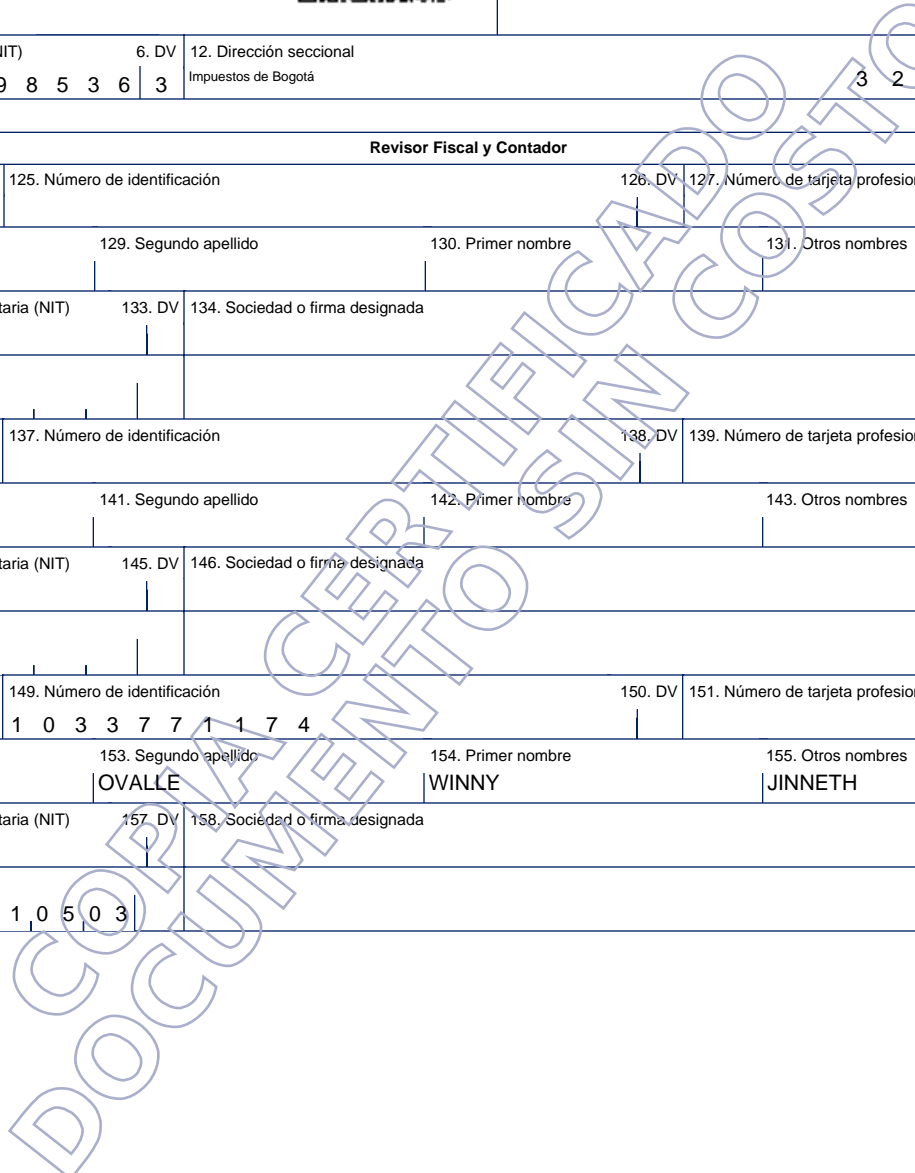 NIT) 6. DV 12. Dirección seccional
9 8 5 3 6 3 Impuestos de Bogotá 3 2
Revisor Fiscal y Contador
125. Número de identificación 126. DV 127. Número de tarjeta profesion
129. Segundo apellido 130. Primer nombre 131. Otros nombres
taria (NIT) 133. DV 134. Sociedad o firma designada
137. Número de identificación 138. DV 139. Número de tarjeta profesion
141. Segundo apellido 142. Primer nombre 143. Otros nombres
taria (NIT) 145. DV 146. Sociedad o firma designada
149. Número de identificación 150. DV 151. Número de tarjeta profesion
1 0 3 3 7 7 1 1 7 4
153. Segundo apellido 154. Primer nombre 155. Otros nombres
OVALLE WINNY JINNETH
taria (NIT) 157. DV 158. Sociedad o firma designada
1 0 5 0 3
COPIA CERTIFICADO
DOCUMENTO SIN COSTO